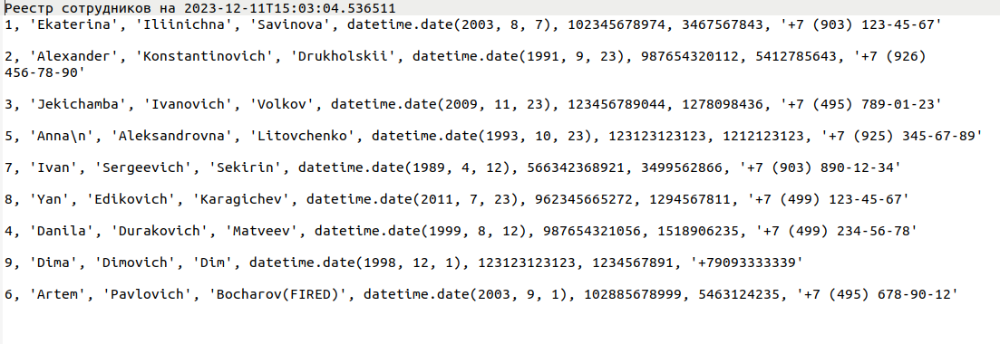 Реестр сотрудников на 2023-12-11T15:03:04.536511
1, 'Ekaterina', 'Iliinichna', 'Savinova', datetime.date(2003, 8, 7), 102345678974, 3467567843, '+7 (903) 123-45-67'
2, 'Alexander', 'Konstantinovich', 'Drukholskii', datetime.date(1991, 9, 23), 987654320112, 5412785643, '+7 (926)
456-78-90'
3, 'Jekichamba', 'Ivanovich', 'Volkov', datetime.date(2009, 11, 23), 123456789044, 1278098436, '+7 (495) 789-01-23'
5, 'Anna\n', 'Aleksandrovna', 'Litovchenko', datetime.date(1993, 10, 23), 123123123123, 1212123123, '+7 (925) 345-67-89'
7, 'Ivan', 'Sergeevich', 'Sekirin', datetime.date(1989, 4, 12), 566342368921, 3499562866, '+7 (903) 890-12-34'
8, 'Yan', 'Edikovich', 'Karagichev', datetime.date(2011, 7, 23), 962345665272, 1294567811, '+7 (499) 123-45-67'
4, 'Danila', 'Durakovich', 'Matveev', datetime.date(1999, 8, 12), 987654321056, 1518906235, '+7 (499) 234-56-78'
9, 'Dima', 'Dimovich', 'Dim', datetime.date(1998, 12, 1), 123123123123, 1234567891, '+79093333339'
6, 'Artem', 'Pavlovich', 'Bocharov(FIRED)', datetime.date(2003, 9, 1), 102885678999, 5463124235, '+7 (495) 678-90-12'